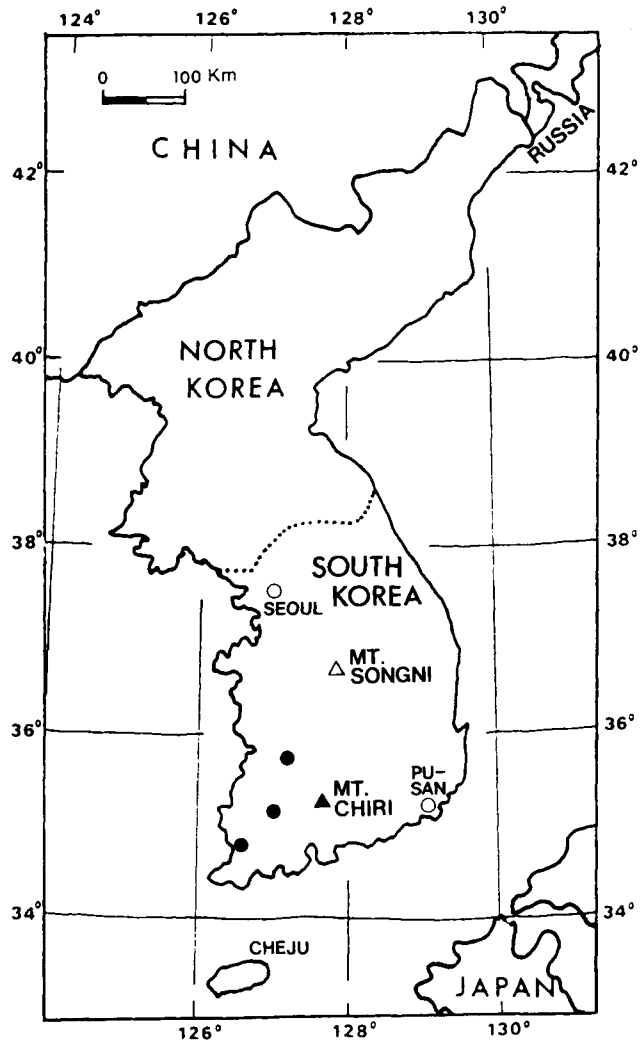 124° 126° 128° 130°
0 100 Km
CHINA
RUSSIA
42° 42°
NORTH
KOREA
40° 40°
38° 38°
SOUTH
KOREA
SEOUL
MT.
SONGNI
36° 36°
PU-
SAN
MT.
CHIRI
34° 34°
CHEJU
JAPAN
126° 128° 130°